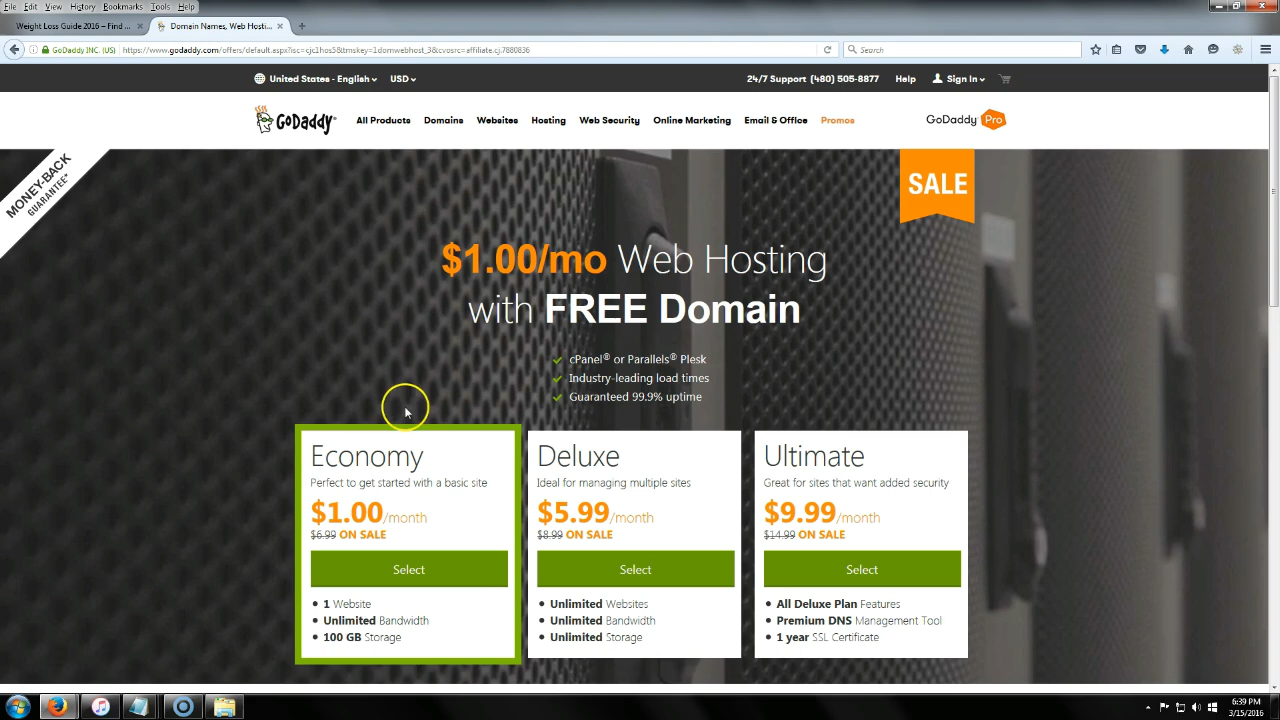 File Edit View History Bookmarks Tools Help
Weight Loss Guide 2016 – Find ...
Domain Names, Web Hosti...
GoDaddy INC. (US)
https://www.godaddy.com/offers/default.aspx?isc=cjc1hos5&tmskey=1domwebhost_3&cvosrc=affiliate.cj.7880836
Search
United States - English
USD
24/7 Support (480) 505-8877
Help
Sign In
GoDaddy®
All Products
Domains
Websites
Hosting
Web Security
Online Marketing
Email & Office
Promos
GoDaddy Pro
MONEY-BACK
GUARANTEE*
SALE
$1.00/mo Web Hosting
with FREE Domain
cPanel® or Parallels® Plesk
Industry-leading load times
Guaranteed 99.9% uptime
Economy
Perfect to get started with a basic site
$1.00/month
$6.99 ON SALE
Select
• 1 Website
• Unlimited Bandwidth
• 100 GB Storage
Deluxe
Ideal for managing multiple sites
$5.99/month
$8.99 ON SALE
Select
• Unlimited Websites
• Unlimited Bandwidth
• Unlimited Storage
Ultimate
Great for sites that want added security
$9.99/month
$14.99 ON SALE
Select
• All Deluxe Plan Features
• Premium DNS Management Tool
• 1 year SSL Certificate
6:39 PM
3/15/2016